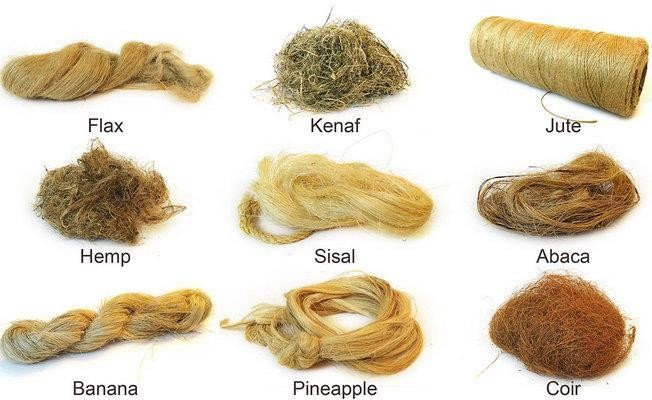 Flax
Kenaf
Jute
Hemp
Sisal
Abaca
Banana
Pineapple
Coir